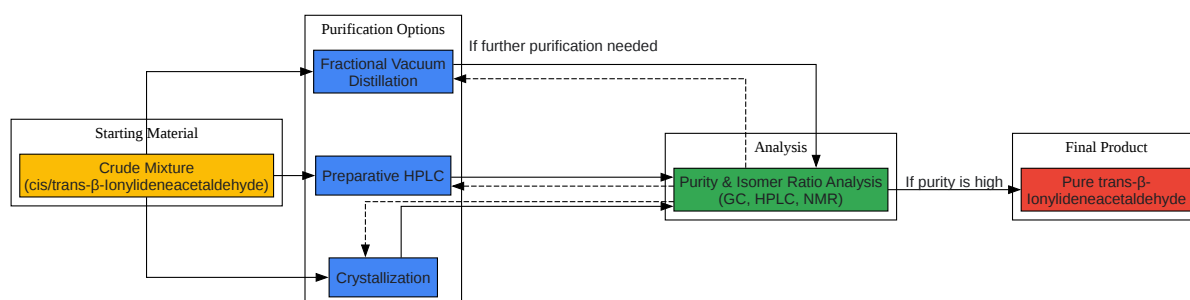 Purification Options
Fractional Vacuum
Distillation
If further purification needed
Starting Material
Crude Mixture
(cis/trans-β-Ionylideneacetaldehyde)
Preparative HPLC
Crystallization
Analysis
Purity & Isomer Ratio Analysis
(GC, HPLC, NMR)
If purity is high
Final Product
Pure trans-β-
Ionylideneacetaldehyde